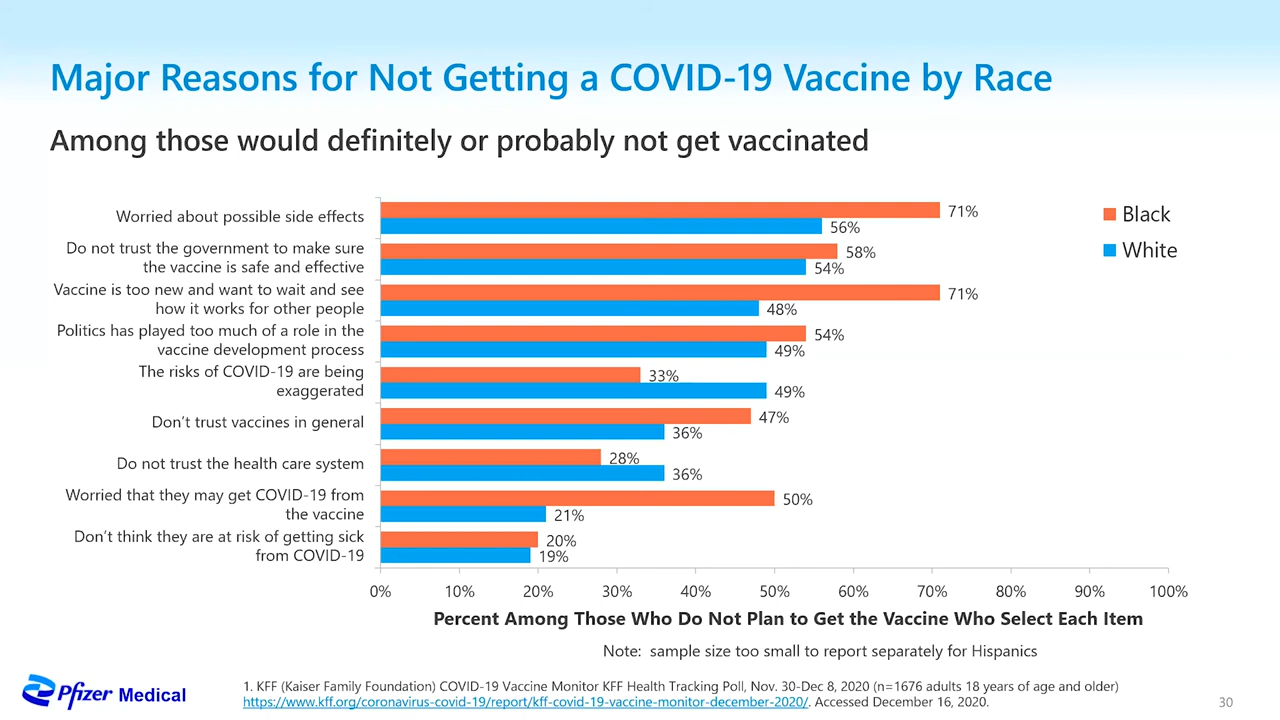 Major Reasons for Not Getting a COVID-19 Vaccine by Race
Among those would definitely or probably not get vaccinated
Worried about possible side effects
71%
56%
Do not trust the government to make sure
the vaccine is safe and effective
58%
54%
Vaccine is too new and want to wait and see
how it works for other people
71%
48%
Politics has played too much of a role in the
vaccine development process
54%
49%
The risks of COVID-19 are being
exaggerated
33%
49%
Don't trust vaccines in general
47%
36%
Do not trust the health care system
28%
36%
Worried that they may get COVID-19 from
the vaccine
50%
21%
Don't think they are at risk of getting sick
from COVID-19
20%
19%
Black
White
0% 10% 20% 30% 40% 50% 60% 70% 80% 90% 100%
Percent Among Those Who Do Not Plan to Get the Vaccine Who Select Each Item
Note: sample size too small to report separately for Hispanics
Pfizer Medical
1. KFF (Kaiser Family Foundation) COVID-19 Vaccine Monitor KFF Health Tracking Poll, Nov. 30-Dec 8, 2020 (n=1676 adults 18 years of age and older)
https://www.kff.org/coronavirus-covid-19/report/kff-covid-19-vaccine-monitor-december-2020/. Accessed December 16, 2020.
30